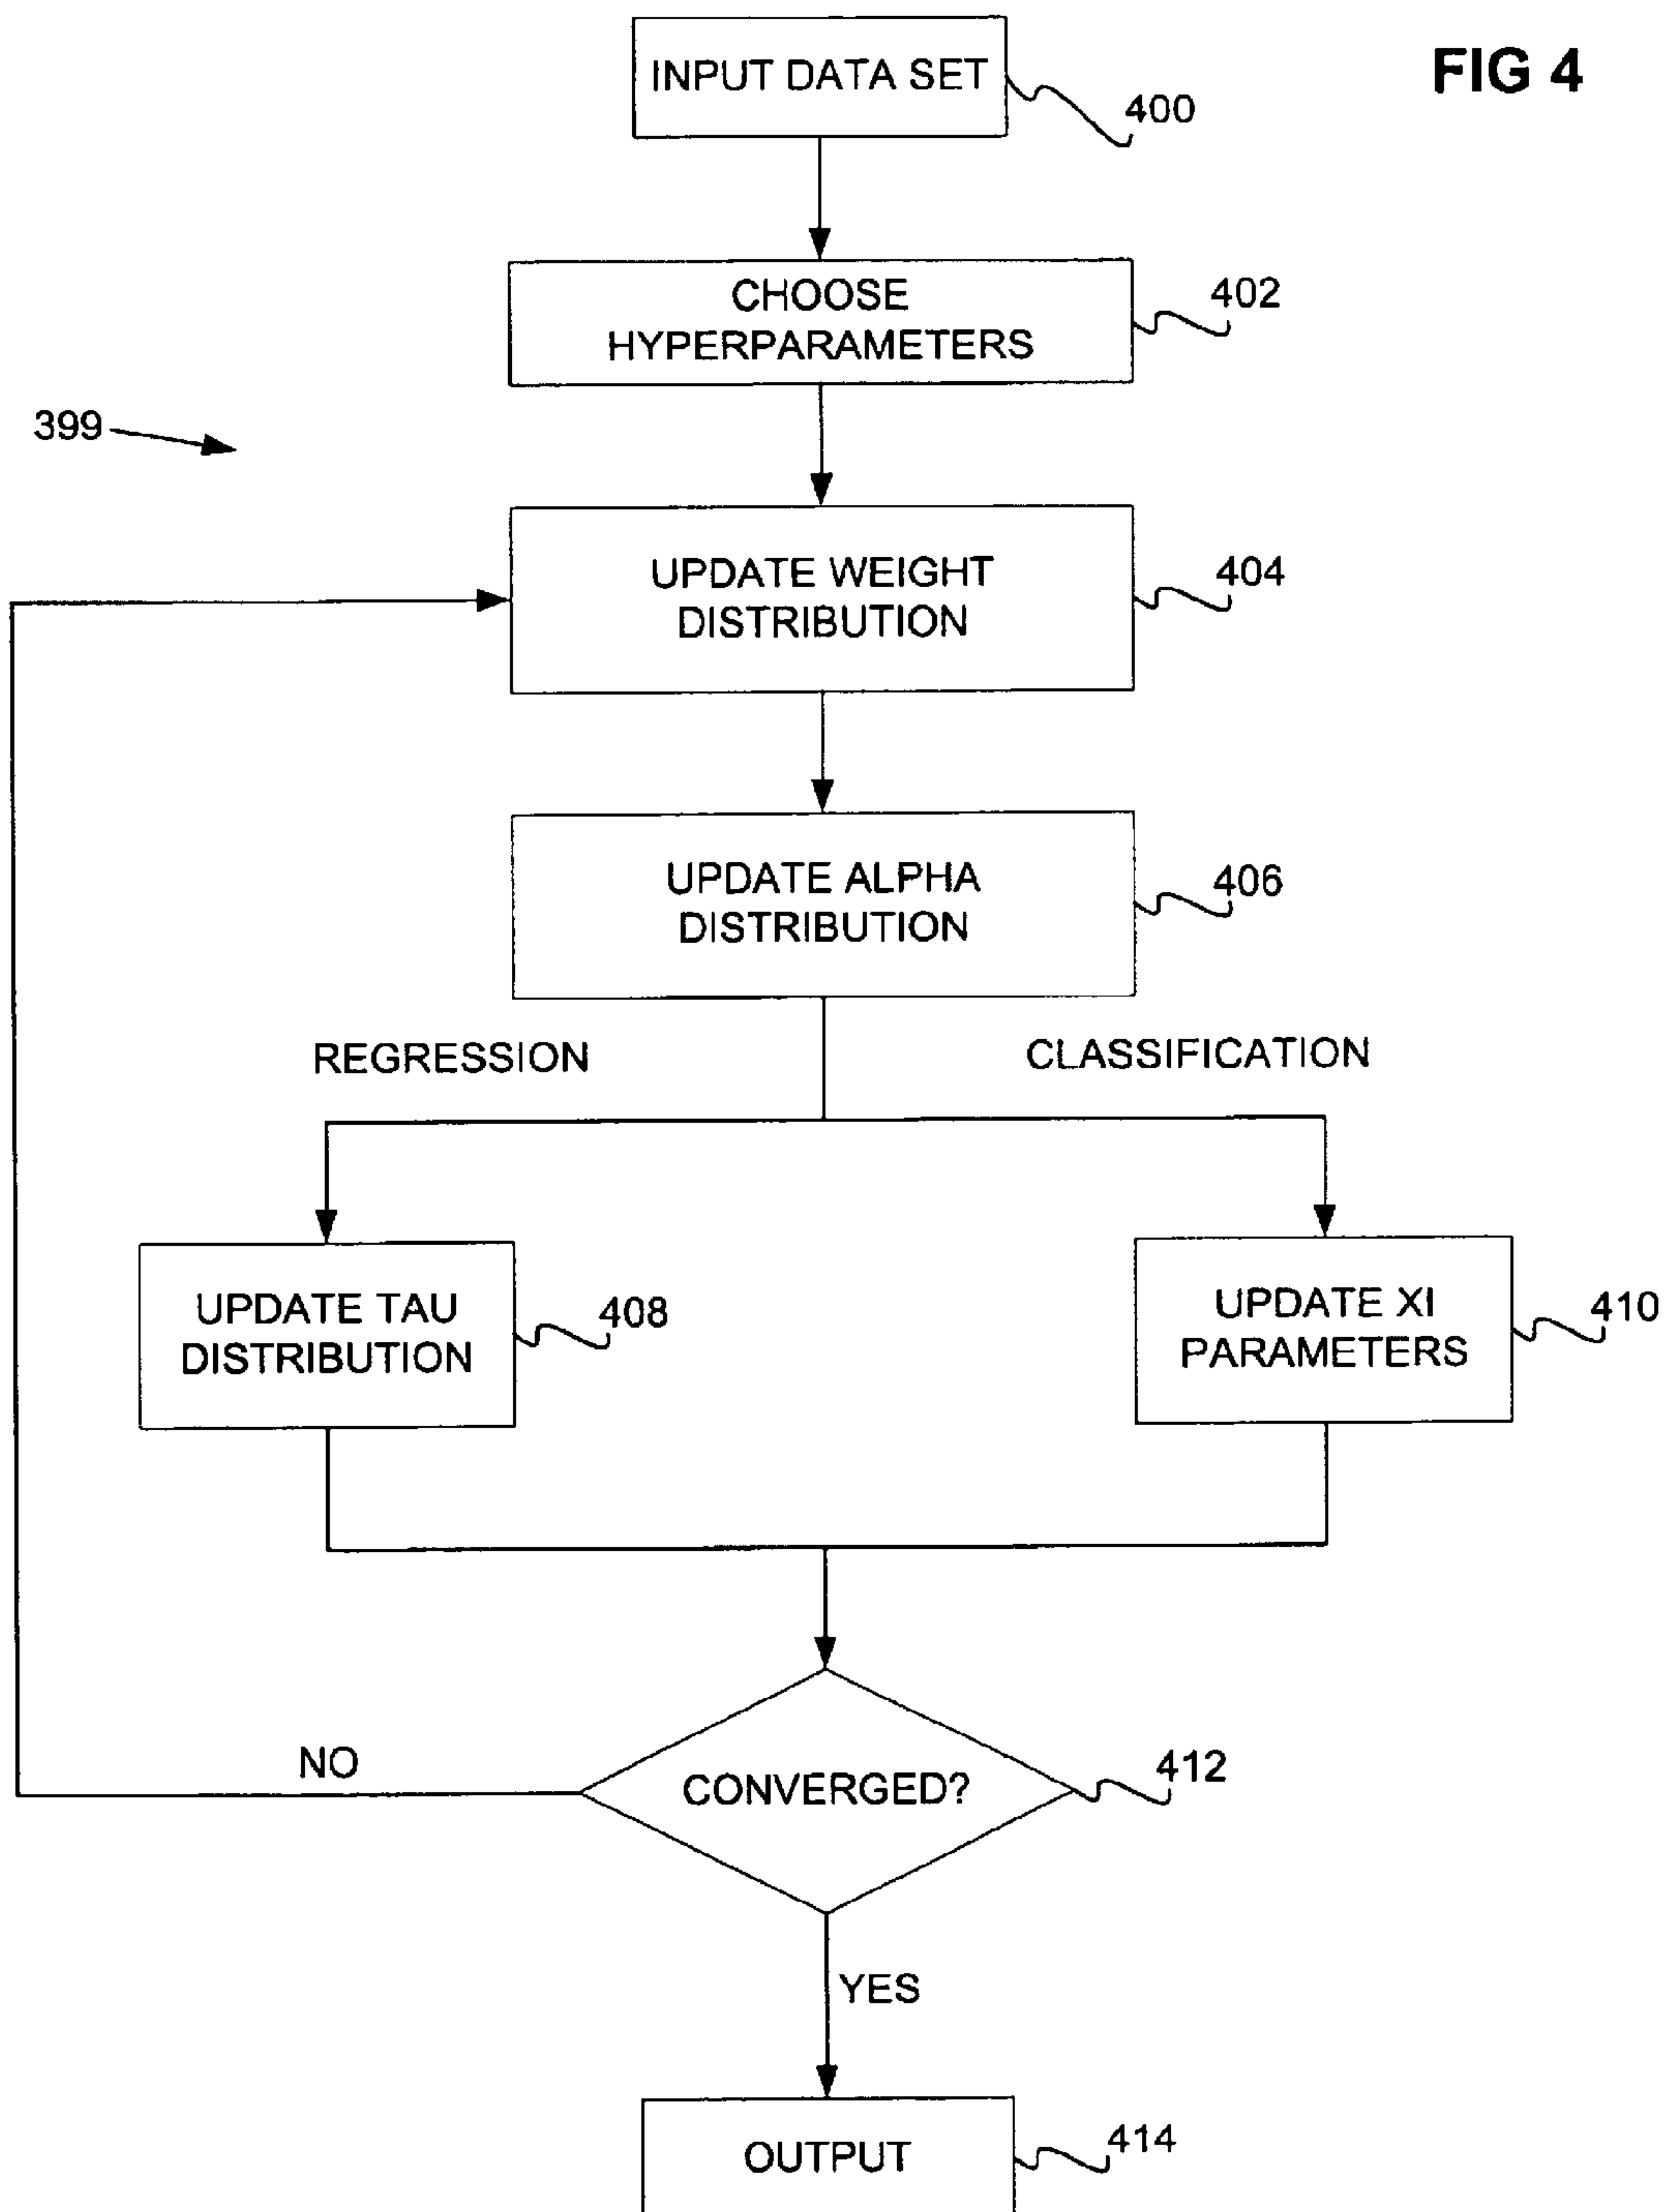 FIG 4
INPUT DATA SET
400
CHOOSE
HYPERPARAMETERS
402
399
UPDATE WEIGHT
DISTRIBUTION
404
UPDATE ALPHA
DISTRIBUTION
406
REGRESSION
CLASSIFICATION
UPDATE TAU
DISTRIBUTION
408
UPDATE XI
PARAMETERS
410
NO
CONVERGED?
412
YES
OUTPUT
414